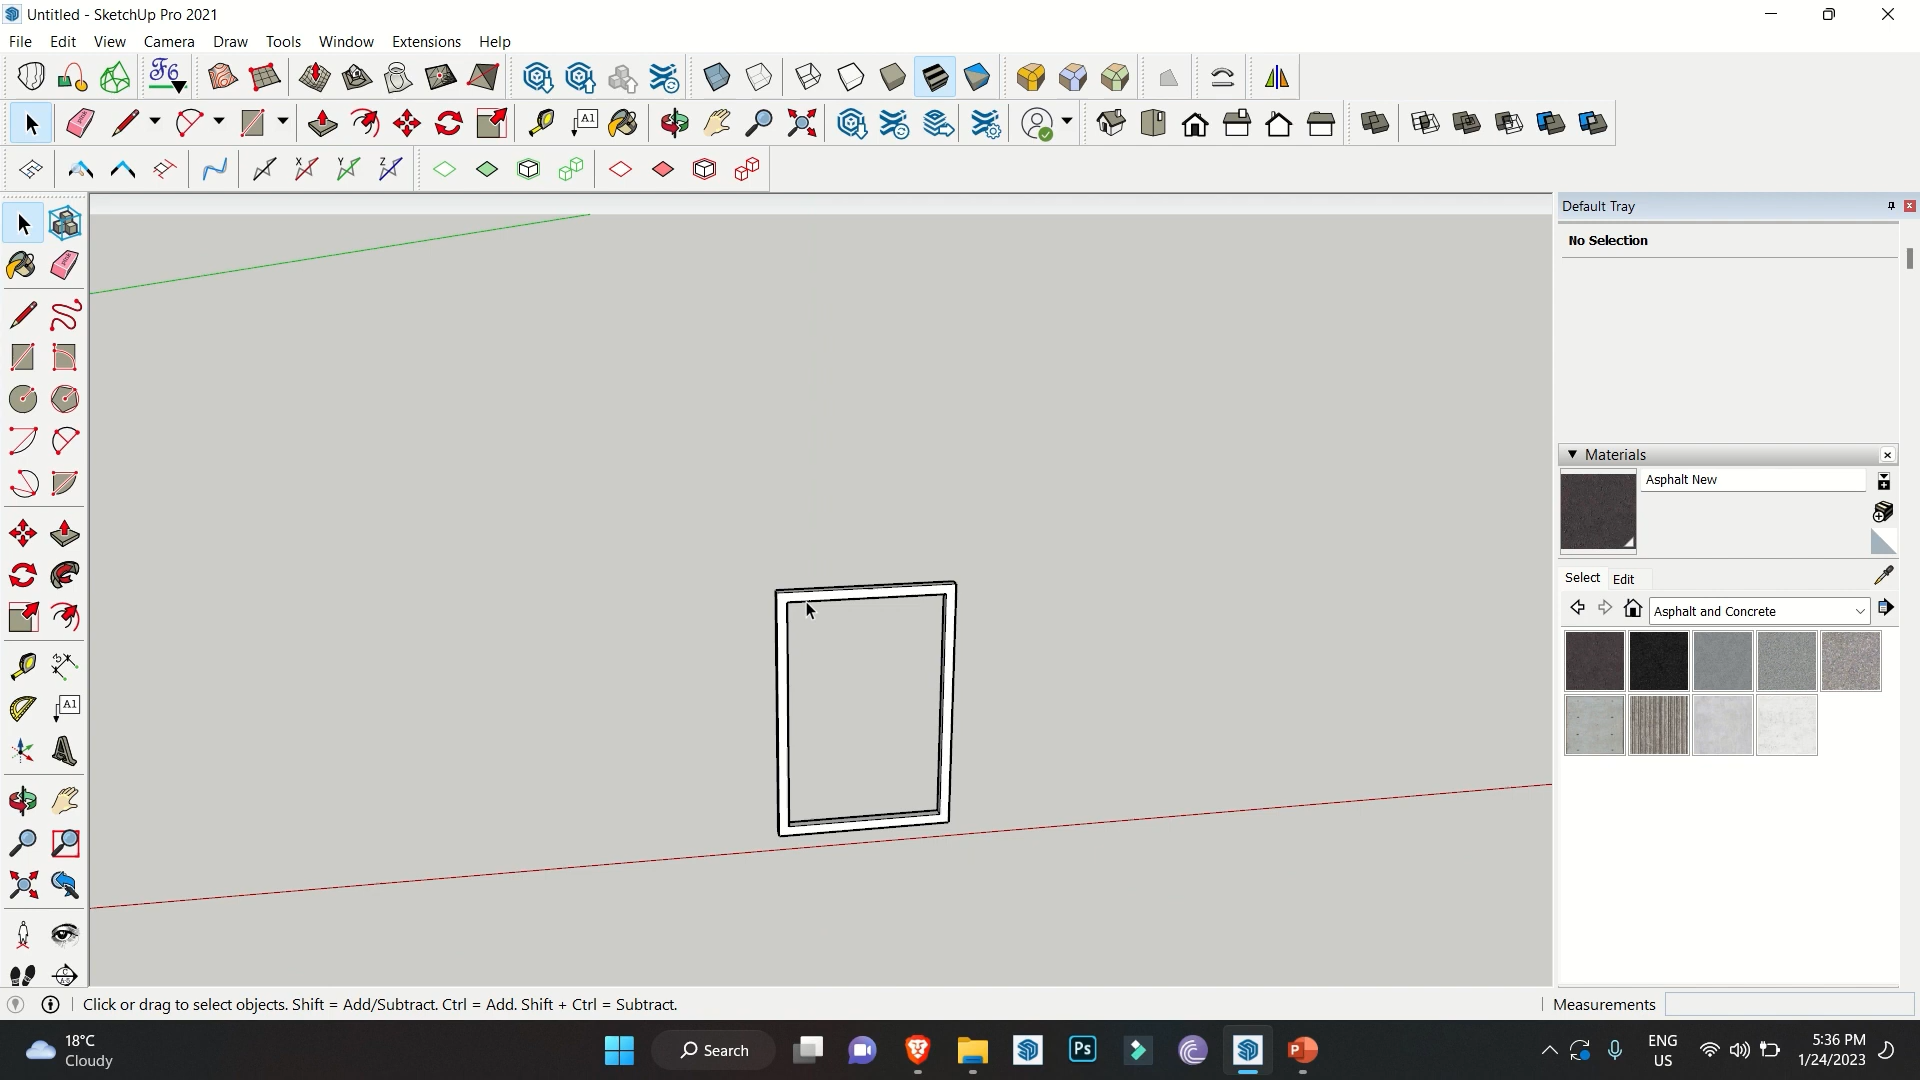 Untitled - SketchUp Pro 2021
File Edit View Camera Draw Tools Window Extensions Help
Default Tray
No Selection
Materials
Asphalt New
Select Edit
Asphalt and Concrete
Click or drag to select objects. Shift = Add/Subtract. Ctrl = Add. Shift + Ctrl = Subtract.
Measurements
18°C
Cloudy
Search
Ps
ENG
US
5:36 PM
1/24/2023